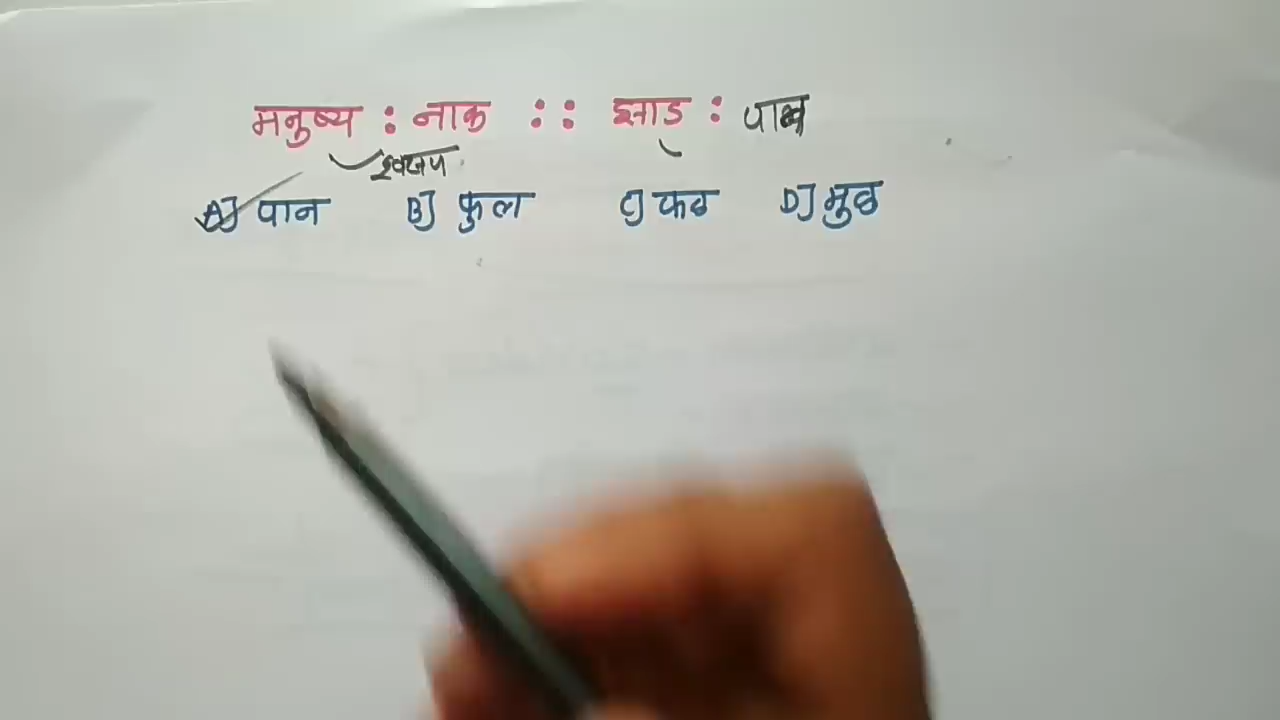 मनुष्य : नाक :: झाड : पान
श्वसन
A] पान B] फुल C] फळ D] मुळ